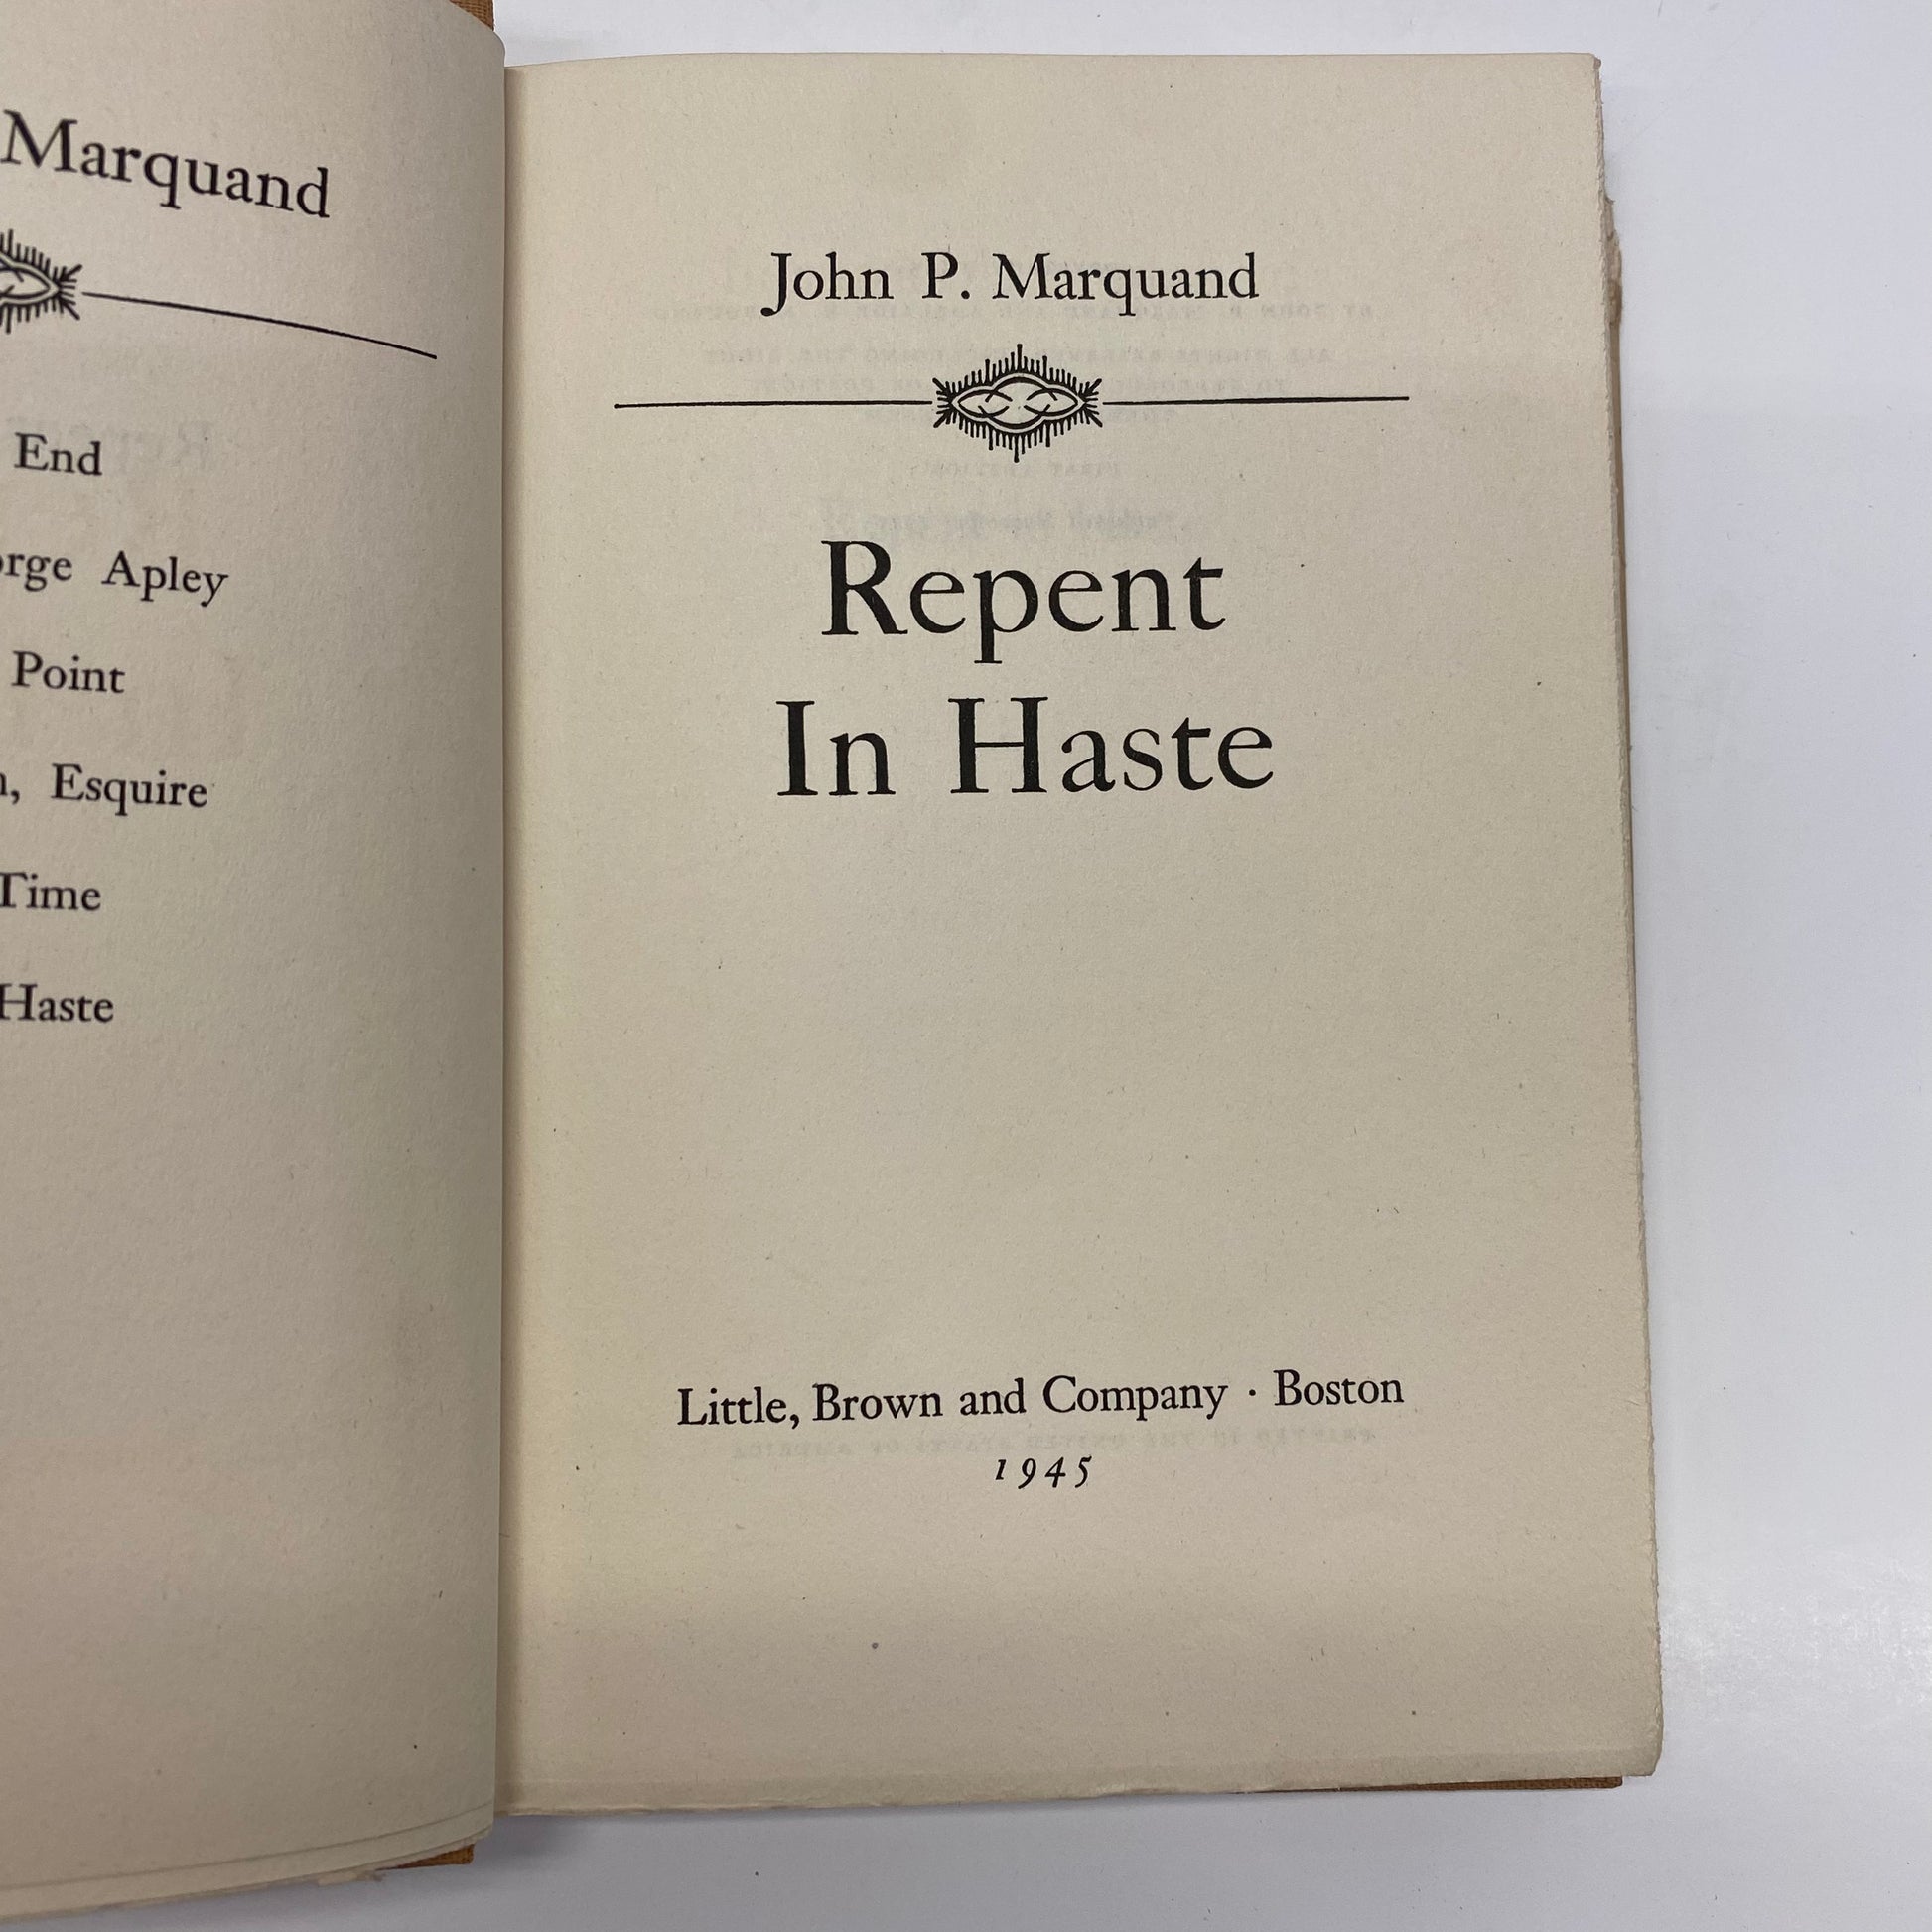 Marquand
End
orge Apley
Point
n, Esquire
Time
Haste
John P. Marquand
Repent
In Haste
Little, Brown and Company · Boston
1945